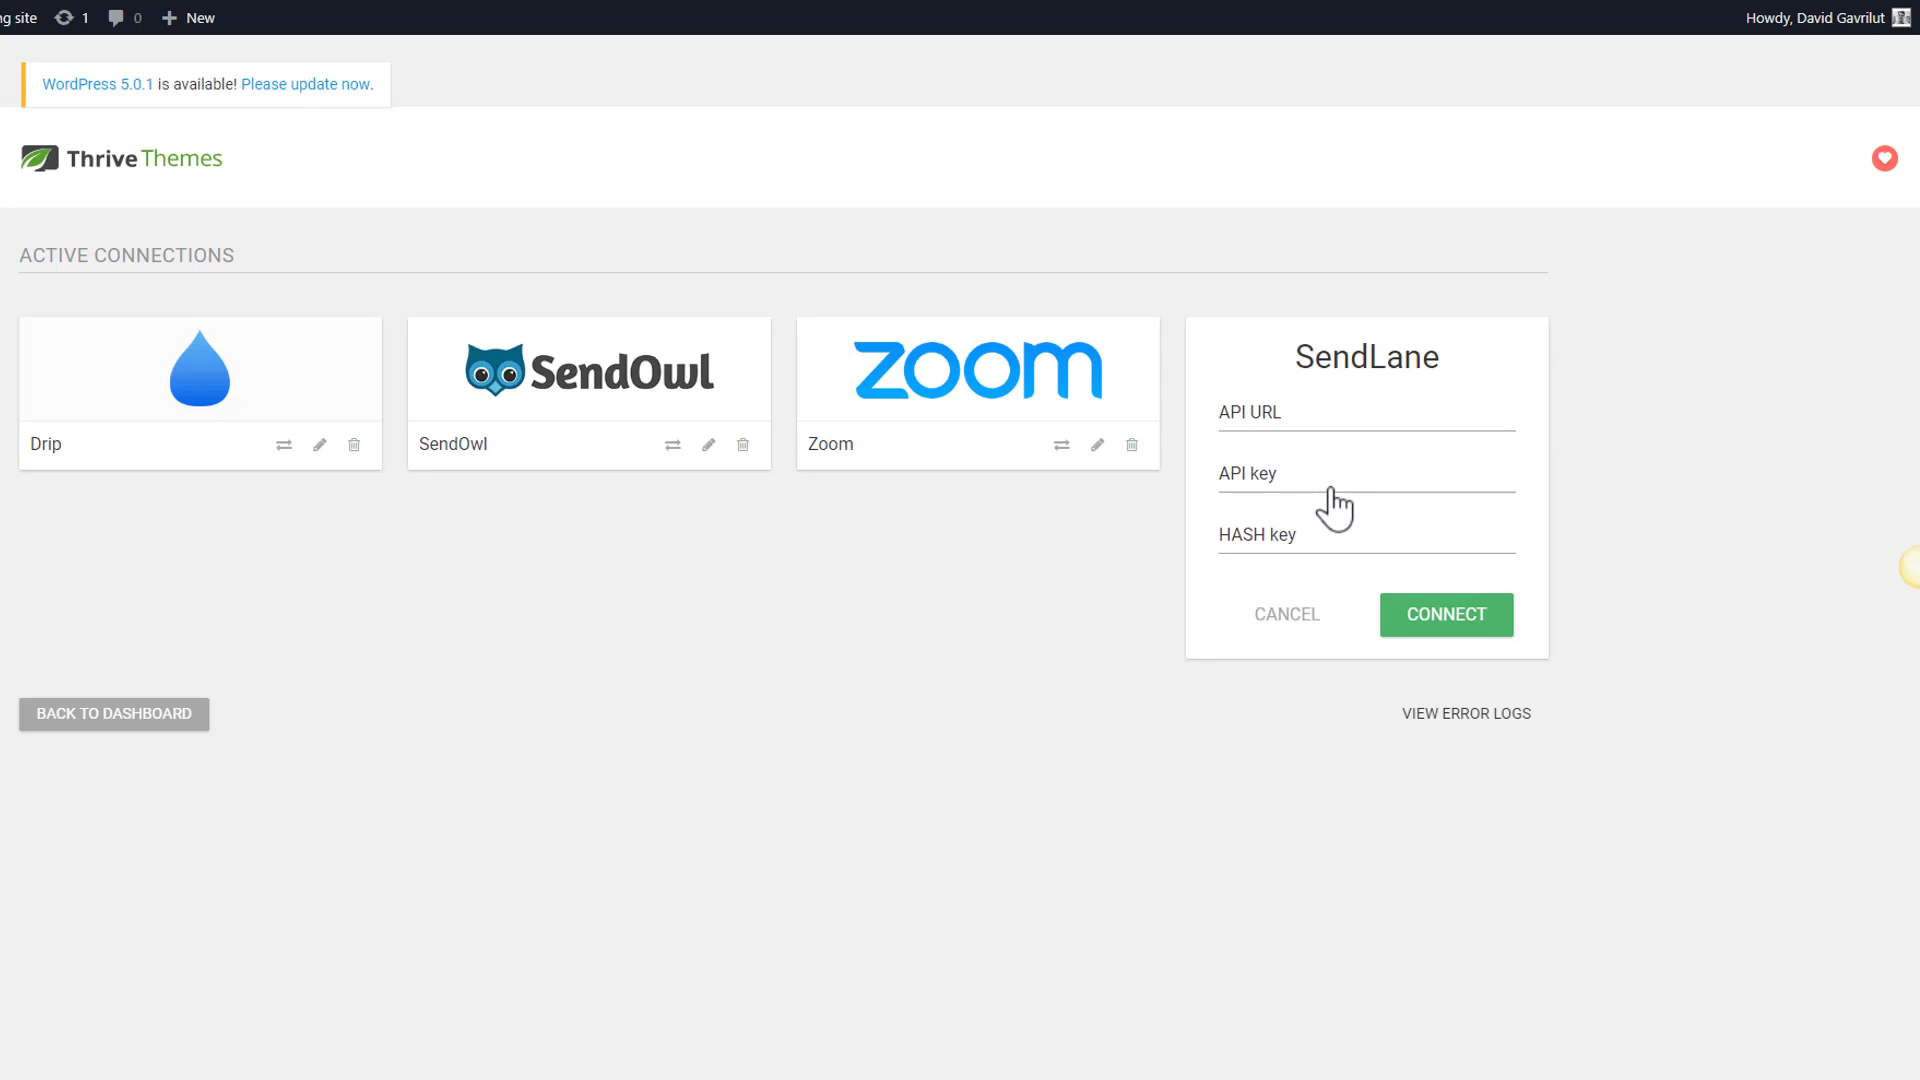 ng site 1 0 New Howdy, David Gavrilut
WordPress 5.0.1 is available! Please update now.
Thrive Themes
ACTIVE CONNECTIONS
SendOwl
zoom
SendLane
API URL
Drip
SendOwl
Zoom
API key
HASH key
CANCEL CONNECT
BACK TO DASHBOARD VIEW ERROR LOGS